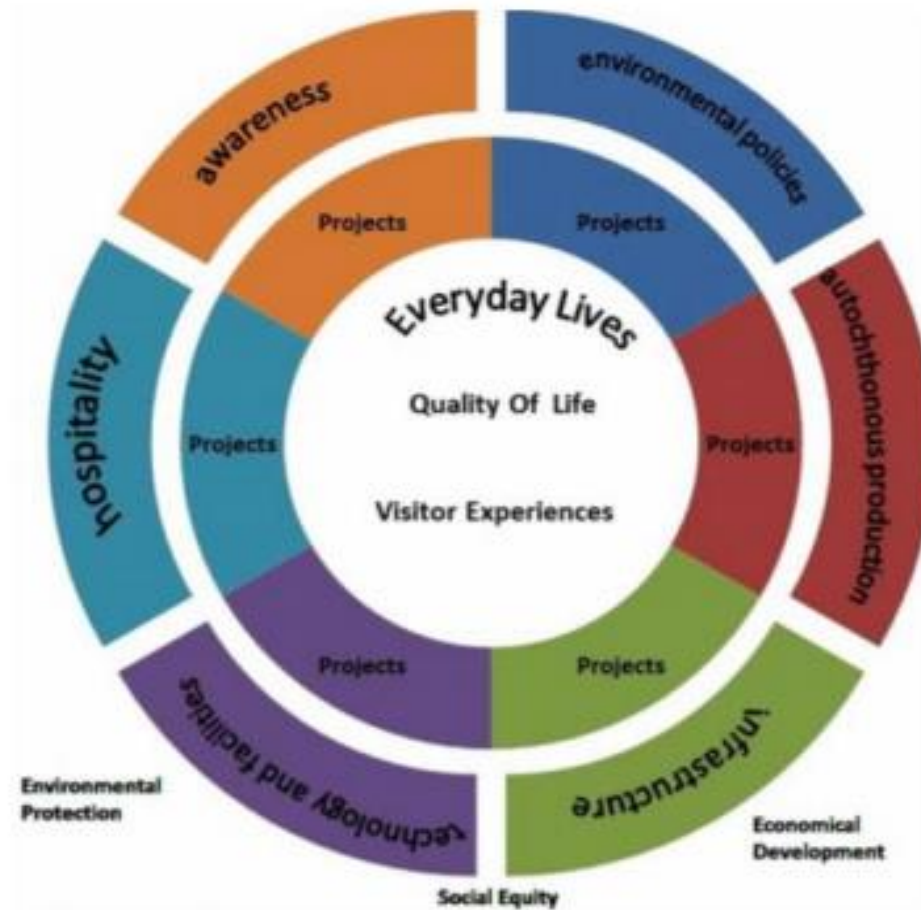 awareness
environmental policies
Projects
Projects
Everyday Lives
hospitality
autochthonous production
Quality Of Life
Projects
Projects
Visitor Experiences
Projects
Projects
technology and facilities
infrastructure
Environmental
Protection
Economical
Development
Social Equity